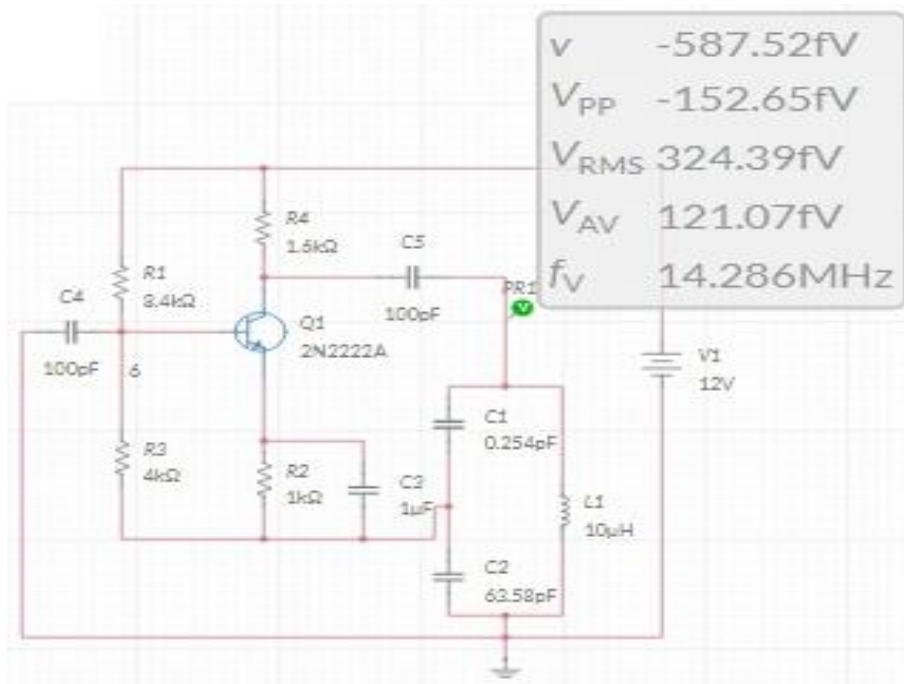 v -587.52fV
VPP -152.65fV
VRMS 324.39fV
VAV 121.07fV
fV 14.286MHz
R4
1.6kΩ
C5
100pF
PR1
V
R1
8.4kΩ
C4
100pF
6
Q1
2N2222A
V1
12V
C1
0.254pF
R3
4kΩ
R2
1kΩ
C3
1µF
L1
10µH
C2
63.58pF